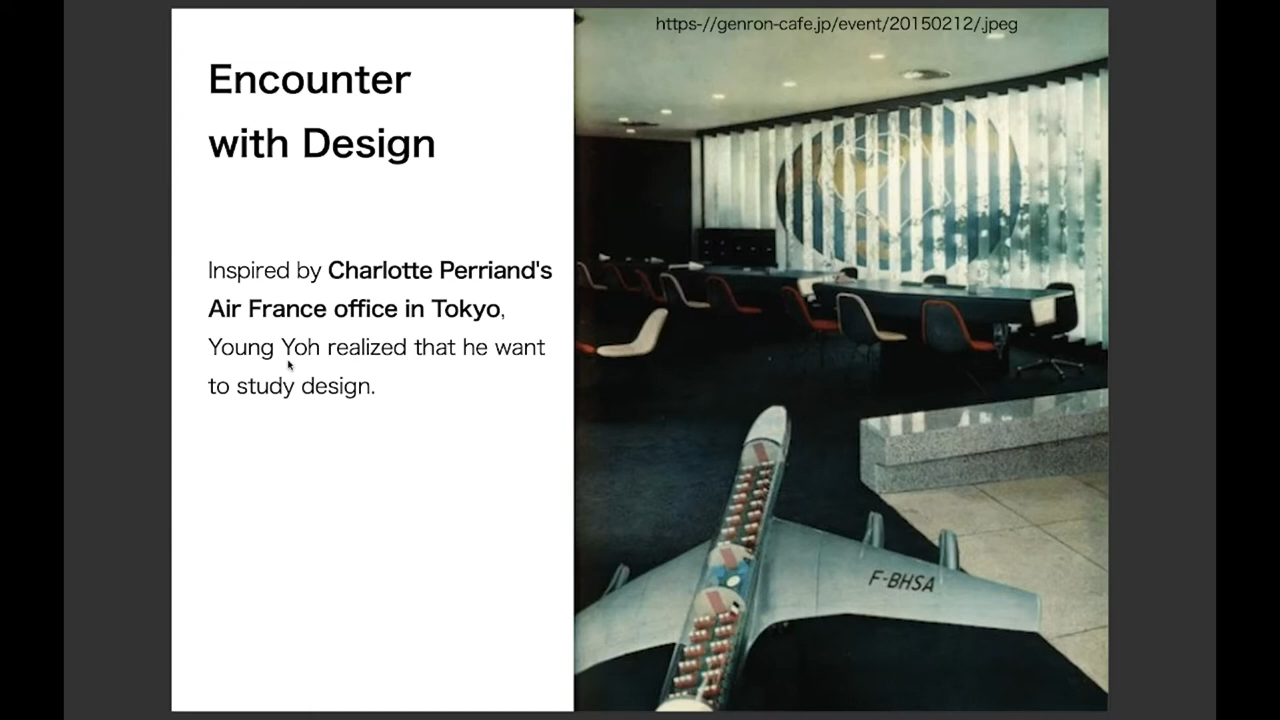 Encounter
with Design
Inspired by Charlotte Perriand's
Air France office in Tokyo,
Young Yoh realized that he want
to study design.
https-//genron-cafe.jp/event/20150212/.jpeg
F-BHSA